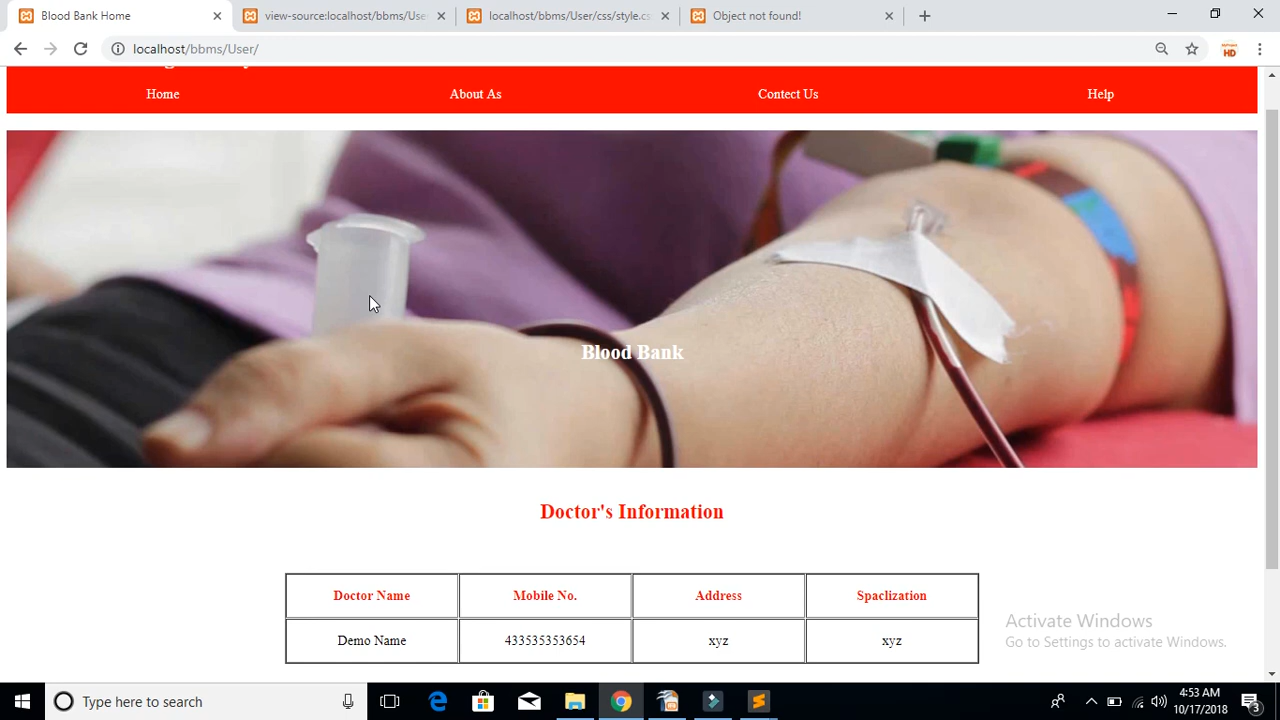 Blood Bank Home
view-source:localhost/bbms/User
localhost/bbms/User/css/style.cs
Object not found!
localhost/bbms/User/
HD
Home About As Contect Us Help
Blood Bank
Doctor's Information
Doctor Name Mobile No. Address Spaclization
Demo Name 433535353654 xyz xyz
Activate Windows
Go to Settings to activate Windows.
Type here to search
4:53 AM
10/17/2018
3